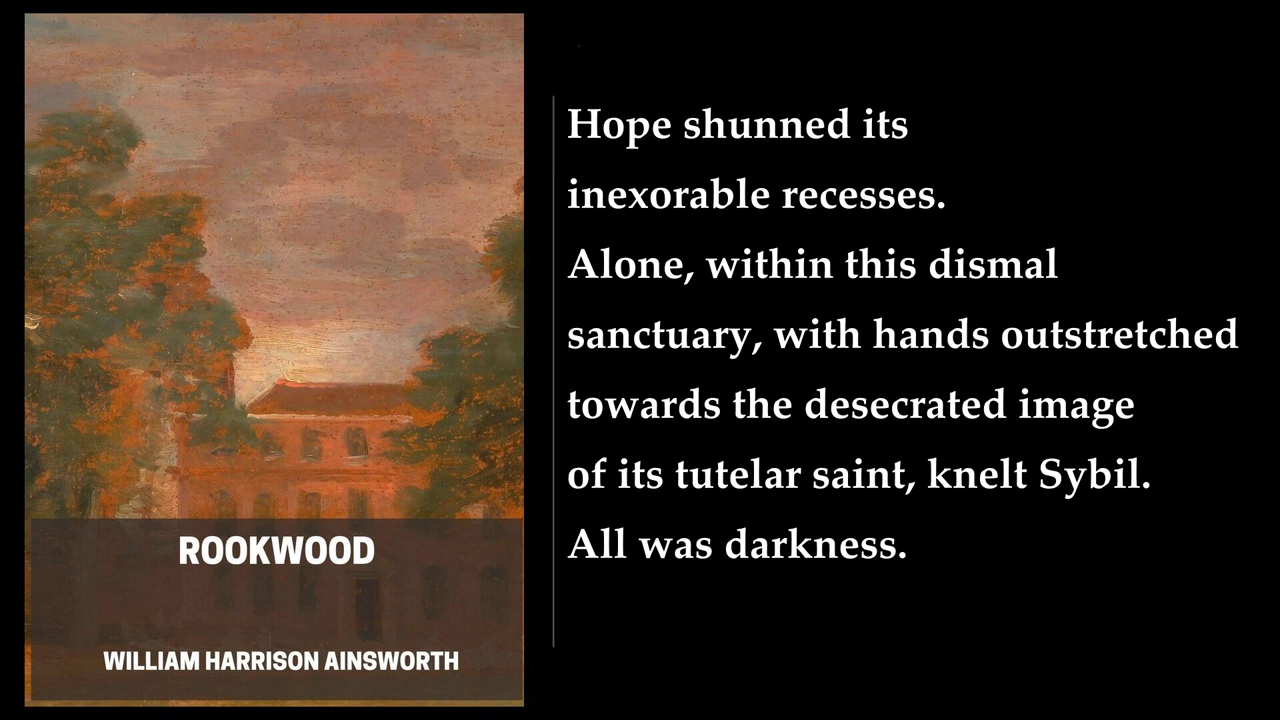 ROOKWOOD
WILLIAM HARRISON AINSWORTH
Hope shunned its
inexorable recesses.
Alone, within this dismal
sanctuary, with hands outstretched
towards the desecrated image
of its tutelar saint, knelt Sybil.
All was darkness.